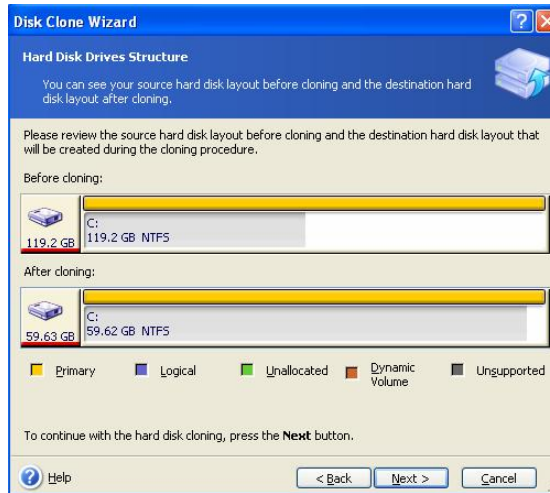 Disk Clone Wizard
Hard Disk Drives Structure
You can see your source hard disk layout before cloning and the destination hard
disk layout after cloning.
Please review the source hard disk layout before cloning and the destination hard disk layout that
will be created during the cloning procedure.
Before cloning:
119.2 GB
C:
119.2 GB NTFS
After cloning:
59.63 GB
C:
59.62 GB NTFS
Primary
Logical
Unallocated
Dynamic
Volume
Unsupported
To continue with the hard disk cloning, press the Next button.
? Help
< Back
Next >
Cancel